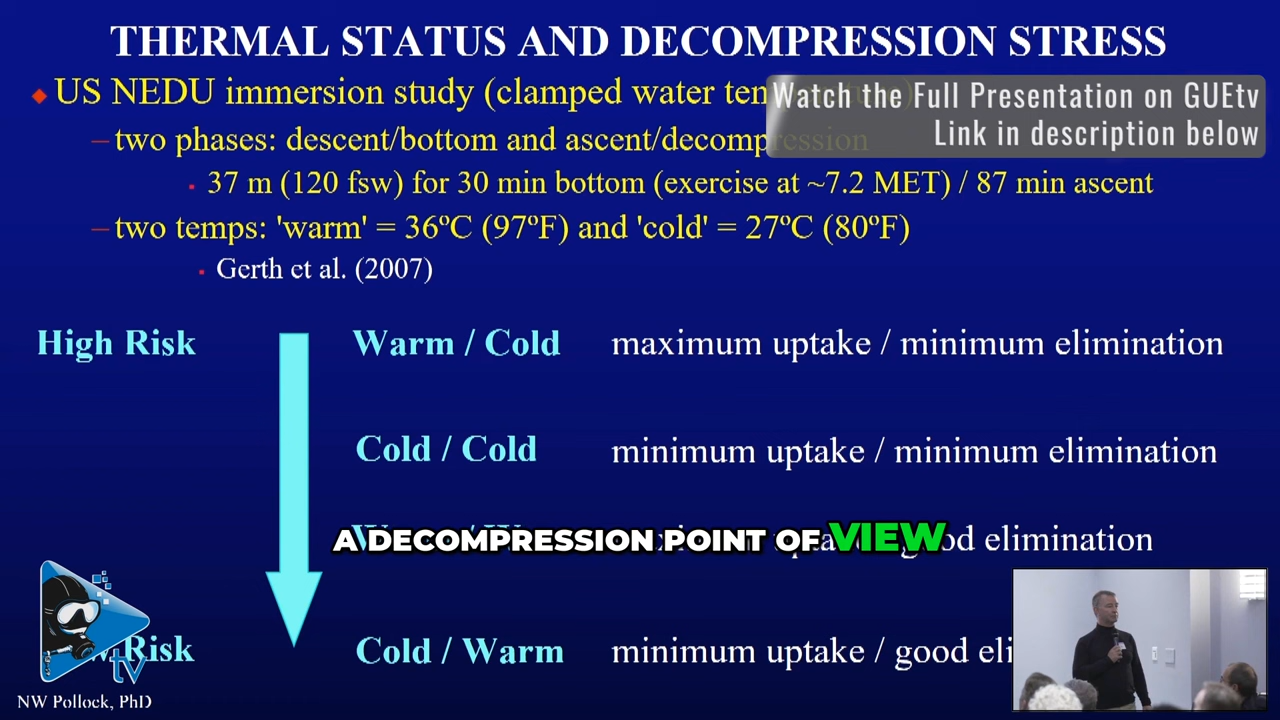 THERMAL STATUS AND DECOMPRESSION STRESS
US NEDU immersion study (clamped water
Watch the Full Presentation on GUEtv
Link in description below
–two phases: descent/bottom and ascent/decompression
37 m (120 fsw) for 30 min bottom (exercise at ~7.2 MET) / 87 min ascent
–two temps: 'warm' = 36ºC (97ºF) and 'cold' = 27ºC (80ºF)
Gerth et al. (2007)
High Risk
Warm / Cold maximum uptake / minimum elimination
Cold / Cold minimum uptake / minimum elimination
A DECOMPRESSION POINT OF VIEW
elimination
Risk
Cold / Warm minimum uptake / good
tv
NW Pollock, PhD